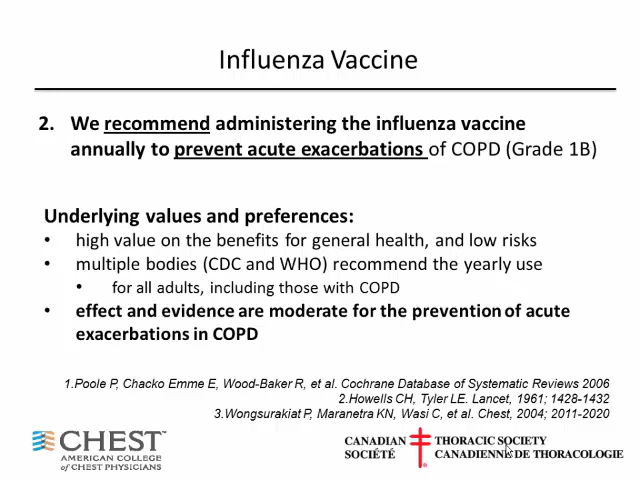 Influenza Vaccine
2. We recommend administering the influenza vaccine
annually to prevent acute exacerbations of COPD (Grade 1B)
Underlying values and preferences:
• high value on the benefits for general health, and low risks
• multiple bodies (CDC and WHO) recommend the yearly use
• for all adults, including those with COPD
• effect and evidence are moderate for the prevention of acute
exacerbations in COPD
1.Poole P, Chacko Emme E, Wood-Baker R, et al. Cochrane Database of Systematic Reviews 2006
2.Howells CH, Tyler LE. Lancet, 1961; 1428-1432
3.Wongsurakiat P, Maranetra KN, Wasi C, et al. Chest, 2004; 2011-2020
CHEST™
AMERICAN COLLEGE
of CHEST PHYSICIANS
CANADIAN THORACIC SOCIETY
SOCIÉTÉ CANADIENNE DE THORACOLOGIE